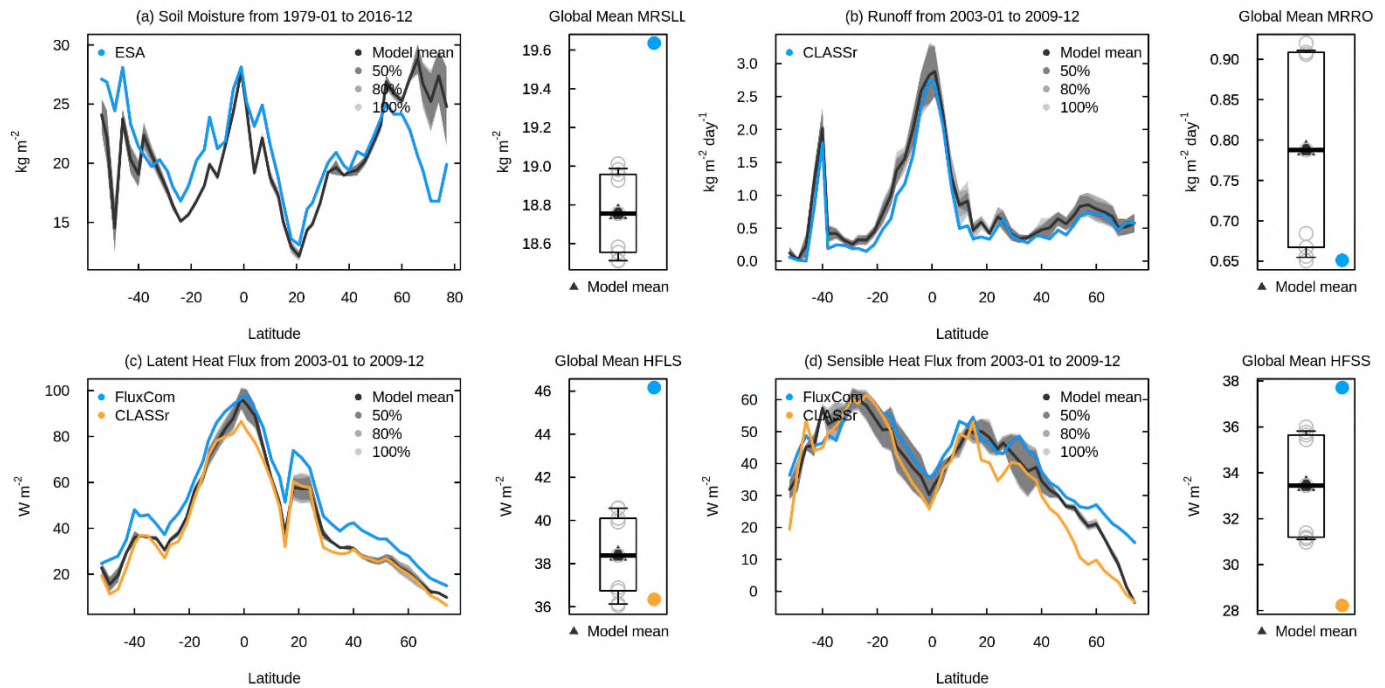 (a) Soil Moisture from 1979-01 to 2016-12
Global Mean MRSLL
(b) Runoff from 2003-01 to 2009-12
Global Mean MRRO
ESA
Model mean
50%
80%
100%
kg m-2
30
25
20
15
-40
-20
0
20
40
60
80
Latitude
kg m-2
19.6
19.4
19.2
19.0
18.8
18.6
▲ Model mean
CLASSr
Model mean
50%
80%
100%
kg m-2 day-1
3.0
2.5
2.0
1.5
1.0
0.5
0.0
-40
-20
0
20
40
60
Latitude
kg m-2 day-1
0.90
0.85
0.80
0.75
0.70
0.65
▲ Model mean
(c) Latent Heat Flux from 2003-01 to 2009-12
Global Mean HFLS
(d) Sensible Heat Flux from 2003-01 to 2009-12
Global Mean HFSS
FluxCom
CLASSr
Model mean
50%
80%
100%
W m-2
100
80
60
40
20
-40
-20
0
20
40
60
Latitude
W m-2
46
44
42
40
38
36
▲ Model mean
FluxCom
CLASSr
Model mean
50%
80%
100%
W m-2
60
50
40
30
20
10
0
-40
-20
0
20
40
60
Latitude
W m-2
38
36
34
32
30
28
▲ Model mean